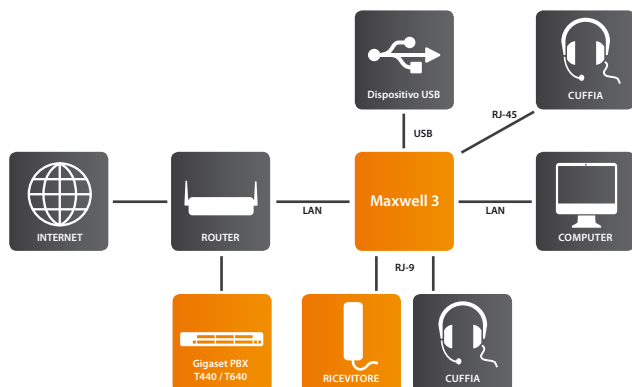 Dispositivo USB
CUFFIA
RJ-45
USB
INTERNET
ROUTER
LAN
Maxwell 3
LAN
COMPUTER
RJ-9
Gigaset PBX
T440 / T640
RICEVITORE
CUFFIA